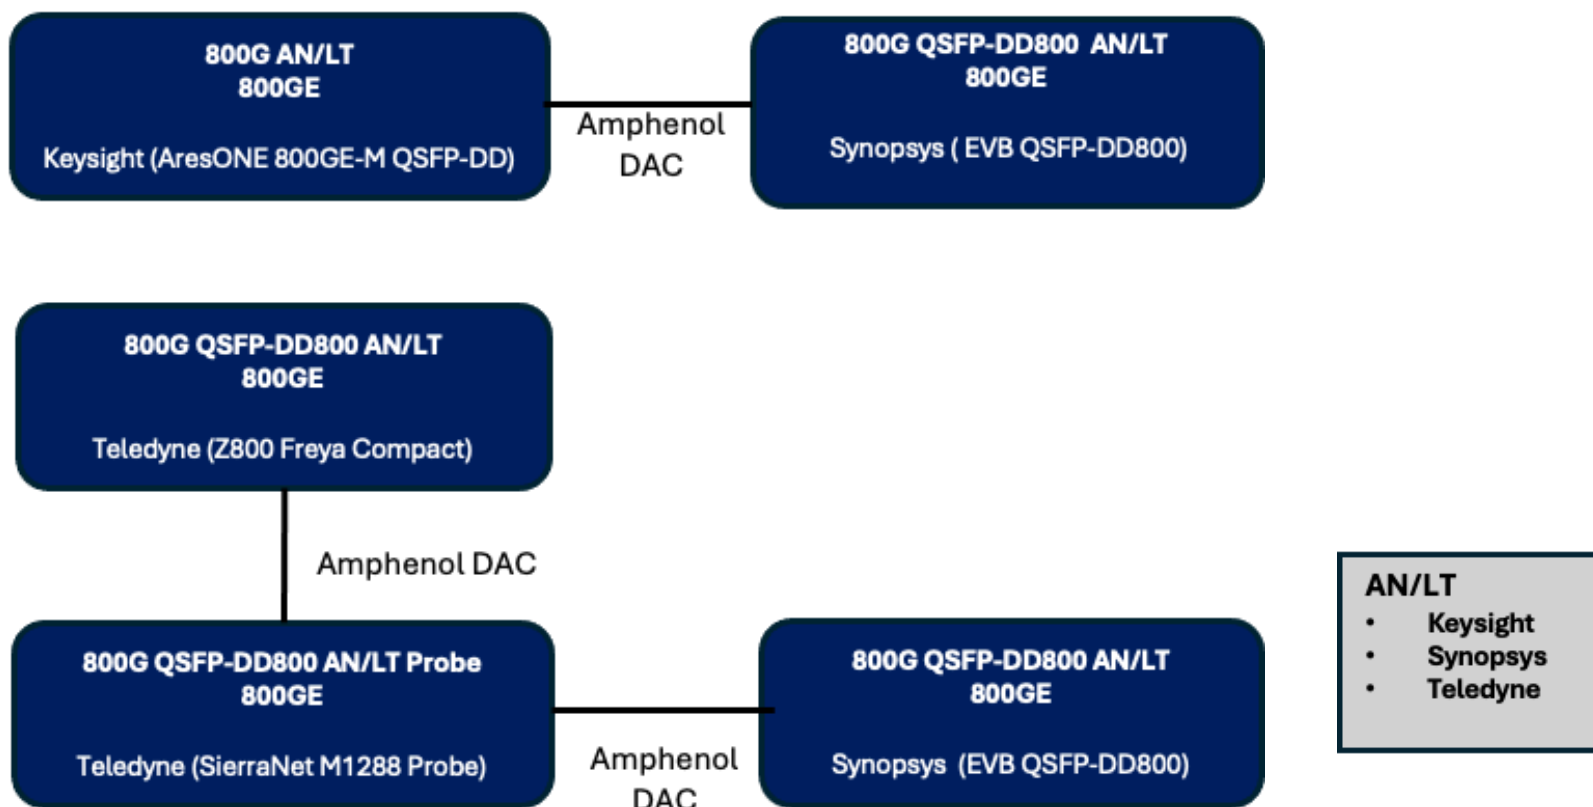 800G AN/LT
800GE
Keysight (AresONE 800GE-M QSFP-DD)
Amphenol
DAC
800G QSFP-DD800  AN/LT
800GE
Synopsys ( EVB QSFP-DD800)
800G QSFP-DD800 AN/LT
800GE
Teledyne (Z800 Freya Compact)
Amphenol DAC
800G QSFP-DD800 AN/LT Probe
800GE
Teledyne (SierraNet M1288 Probe)
Amphenol
DAC
800G QSFP-DD800 AN/LT
800GE
Synopsys  (EVB QSFP-DD800)
AN/LT
• Keysight
• Synopsys
• Teledyne